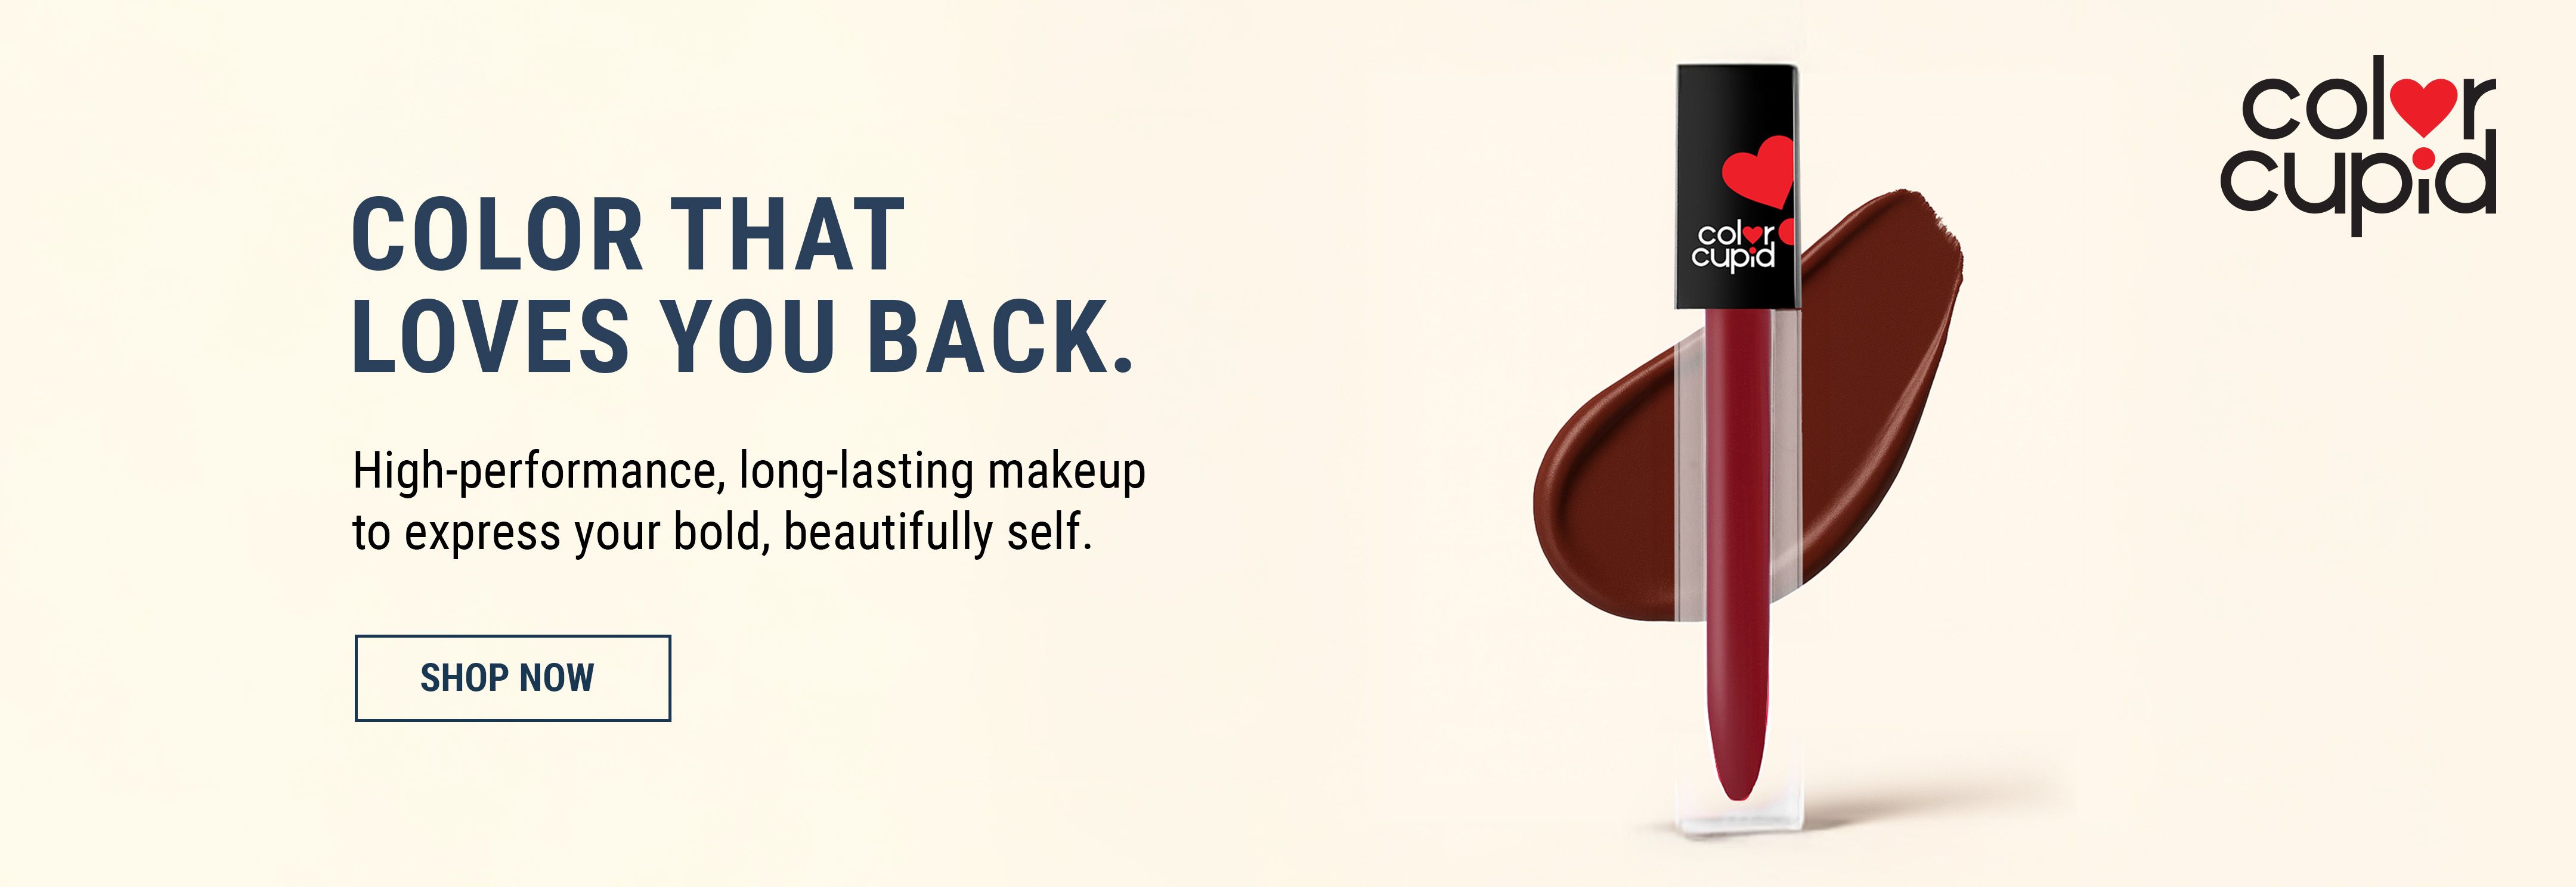 COLOR THAT
LOVES YOU BACK.
High-performance, long-lasting makeup
to express your bold, beautifully self.
SHOP NOW
color
cupid
color
cupid